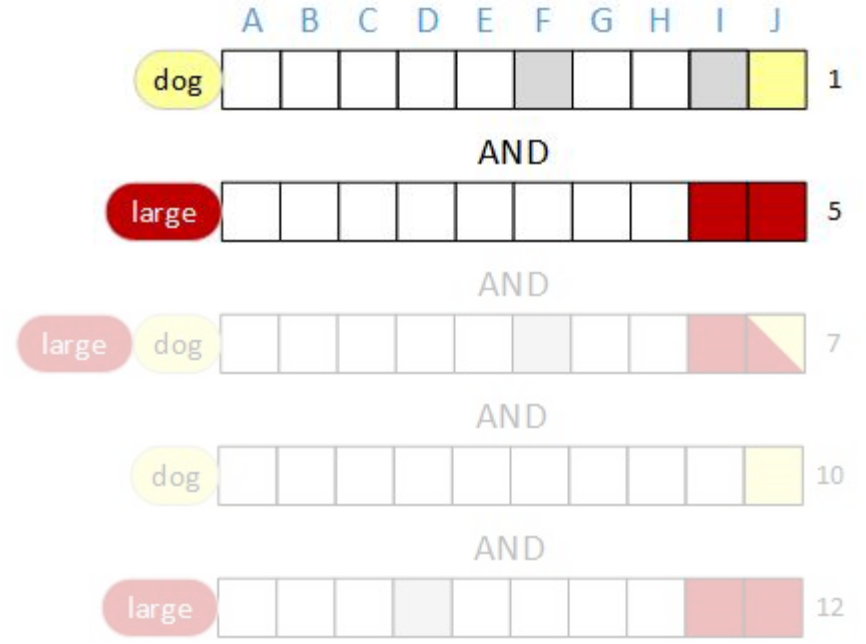 A B C D E F G H I J
dog 1
AND
large 5
AND
large dog 7
AND
dog 10
AND
large 12